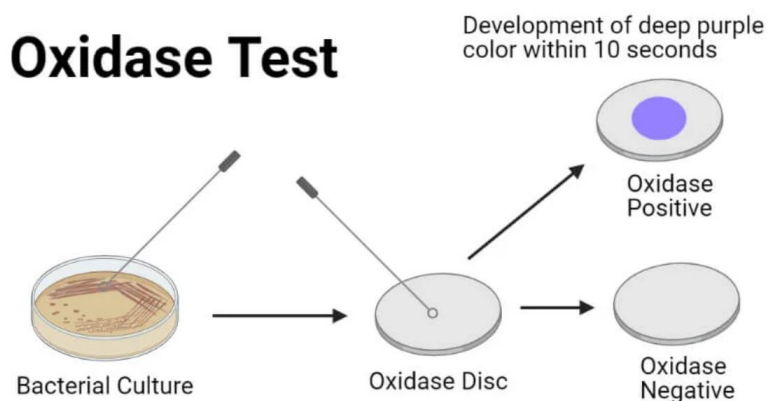 Oxidase Test
Development of deep purple
color within 10 seconds
Oxidase
Positive
Bacterial Culture
Oxidase Disc
Oxidase
Negative